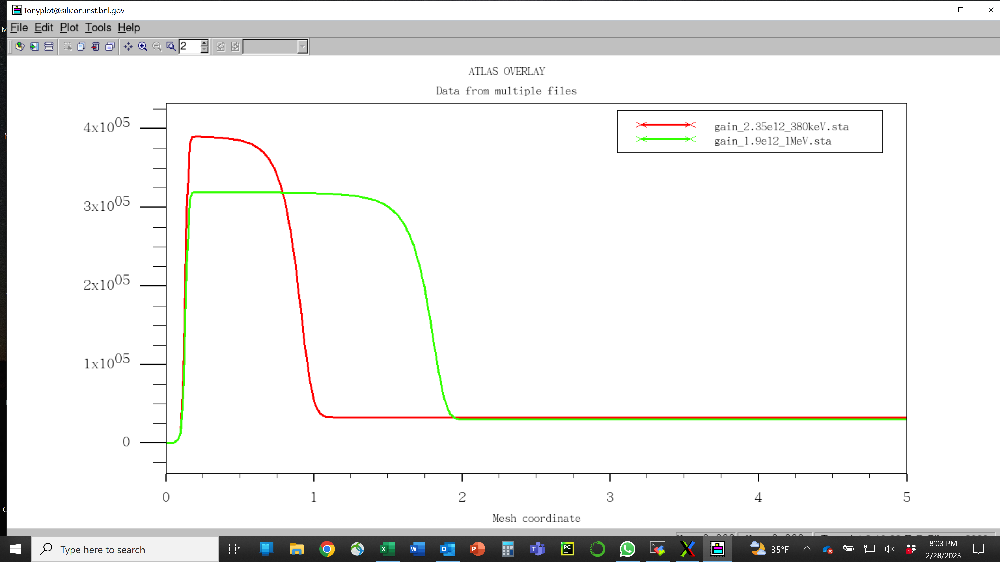 Tonyplot@silicon.inst.bnl.gov
File Edit Plot Tools Help
2
ATLAS OVERLAY
Data from multiple files
gain_2.35e12_380keV.sta
gain_1.9e12_1MeV.sta
4x10^05
3x10^05
2x10^05
1x10^05
0
0 1 2 3 4 5
Mesh coordinate
Type here to search
35°F
8:03 PM
2/28/2023